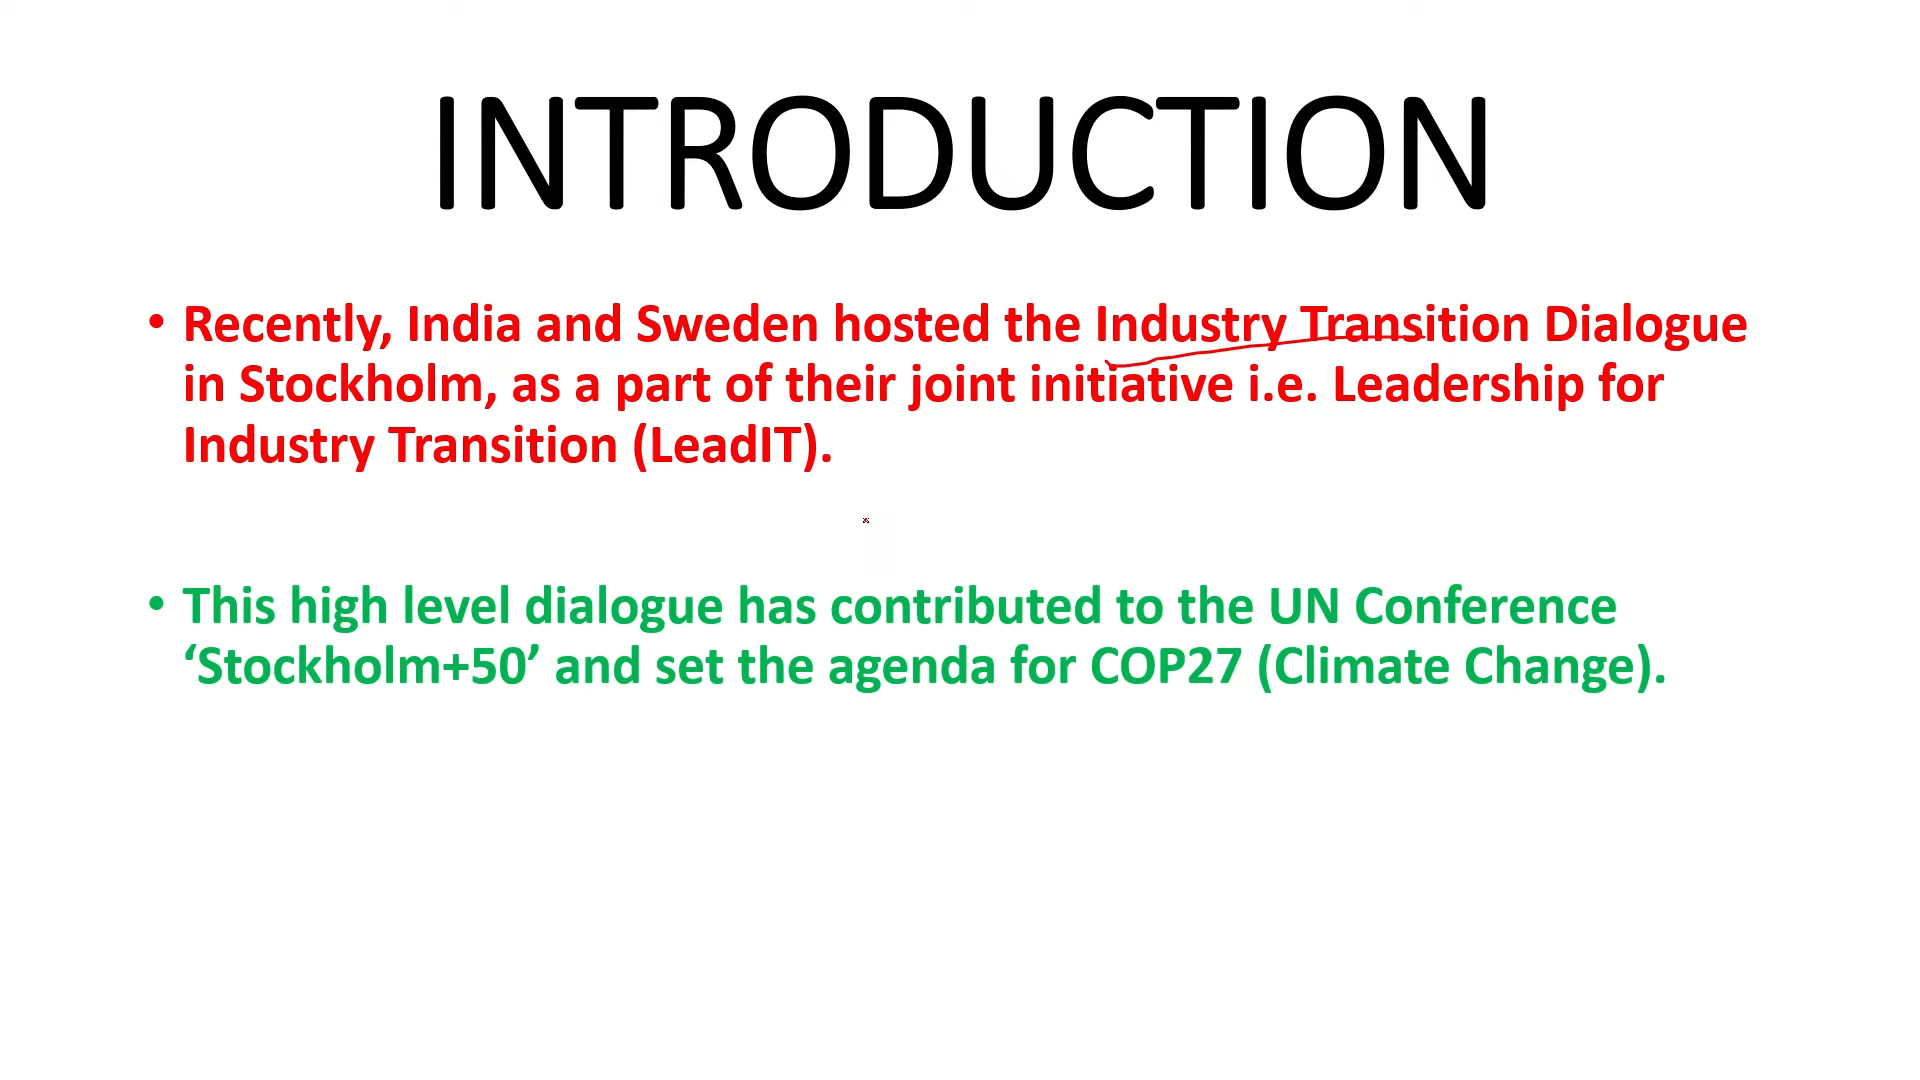 INTRODUCTION
• Recently, India and Sweden hosted the Industry Transition Dialogue
in Stockholm, as a part of their joint initiative i.e. Leadership for
Industry Transition (LeadIT).
• This high level dialogue has contributed to the UN Conference
‘Stockholm+50’ and set the agenda for COP27 (Climate Change).